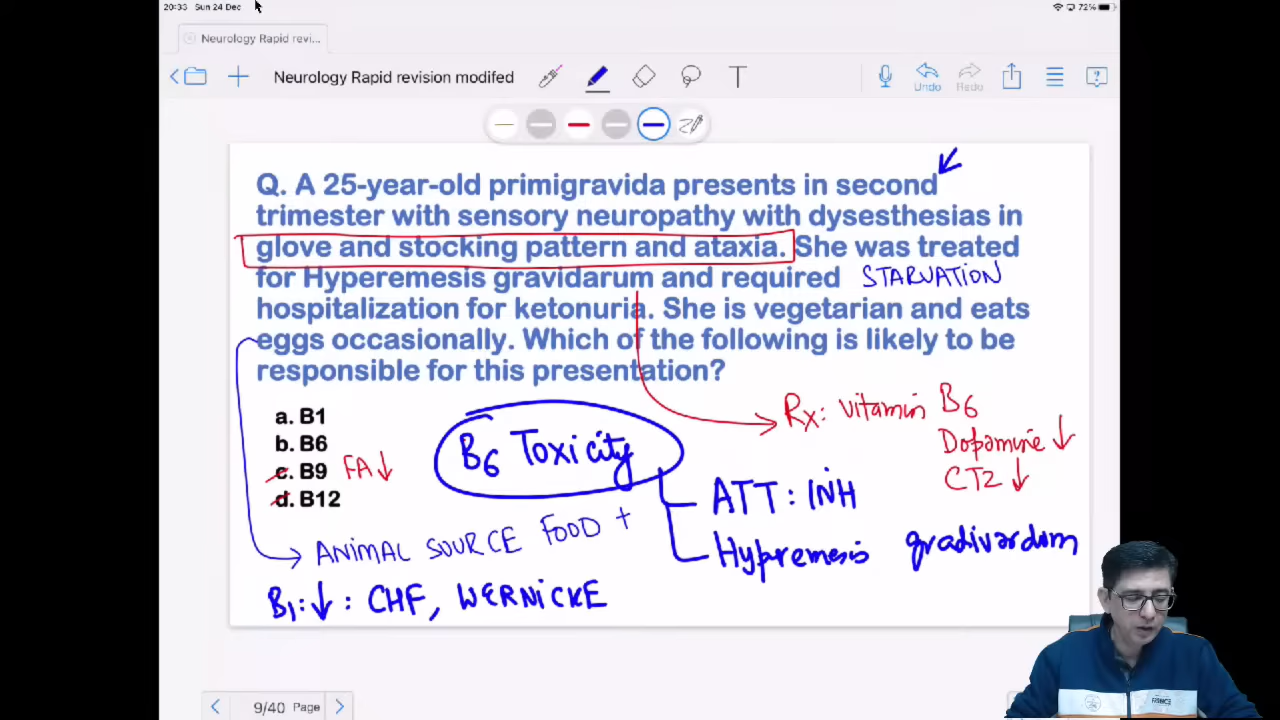 20:33 Sun 24 Dec
72%
Neurology Rapid revi...
Neurology Rapid revision modifed
T
Undo
Redo
Q. A 25-year-old primigravida presents in second
trimester with sensory neuropathy with dysesthesias in
glove and stocking pattern and ataxia. She was treated
for Hyperemesis gravidarum and required STARVATION
hospitalization for ketonuria. She is vegetarian and eats
eggs occasionally. Which of the following is likely to be
responsible for this presentation?
a. B1
b. B6
c. B9 FA↓
d. B12
B6 Toxicity
Rx: vitamin B6
Dopamine ↓
CTZ ↓
ATT : INH
Hypremesis gradivardum
ANIMAL SOURCE FOOD +
B1:↓ : CHF, WERNICKE
9/40 Page